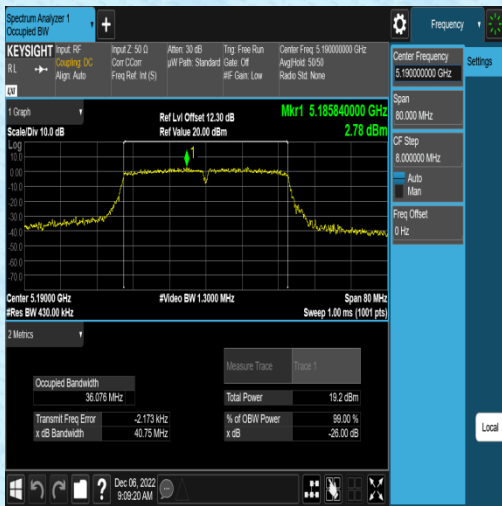 Spectrum Analyzer 1
Occupied BW
Frequency
Settings
KEYSIGHT
RL
LXI
Input: RF
Coupling: DC
Align: Auto
Input Z: 50 Ω
Corr CCorr
Freq Ref: Int (S)
Atten: 30 dB
µW Path: Standard
Trig: Free Run
Gate: Off
#IF Gain: Low
Center Freq: 5.190000000 GHz
Avg|Hold: 50/50
Radio Std: None
Center Frequency
5.190000000 GHz
Span
80.000 MHz
CF Step
8.000000 MHz
Auto
Man
Freq Offset
0 Hz
Local
1 Graph
Scale/Div 10.0 dB
Ref Lvl Offset 12.30 dB
Ref Value 20.00 dBm
Mkr1 5.185840000 GHz
2.78 dBm
Log
10.0
0.00
-10.0
-20.0
-30.0
-40.0
-50.0
-60.0
-70.0
1
Center 5.19000 GHz
#Res BW 430.00 kHz
#Video BW 1.3000 MHz
Span 80 MHz
Sweep 1.00 ms (1001 pts)
2 Metrics
Measure Trace
Trace 1
Occupied Bandwidth
36.076 MHz
Total Power
19.2 dBm
Transmit Freq Error
-2.173 kHz
% of OBW Power
99.00 %
x dB Bandwidth
40.75 MHz
x dB
-26.00 dB
?
Dec 06, 2022
9:09:20 AM